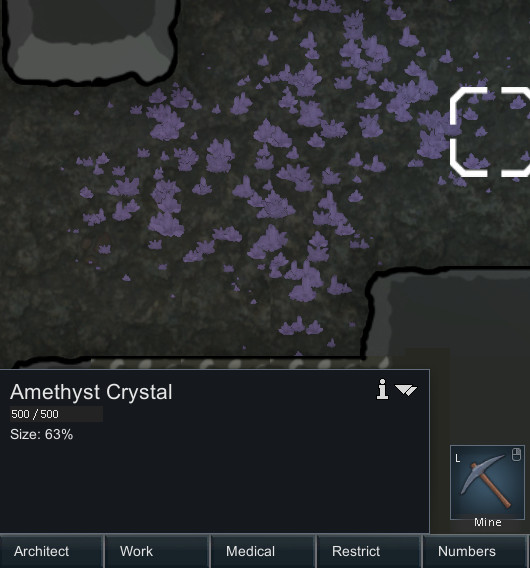 Amethyst Crystal
500 / 500
Size: 63%
L
Mine
Architect
Work
Medical
Restrict
Numbers